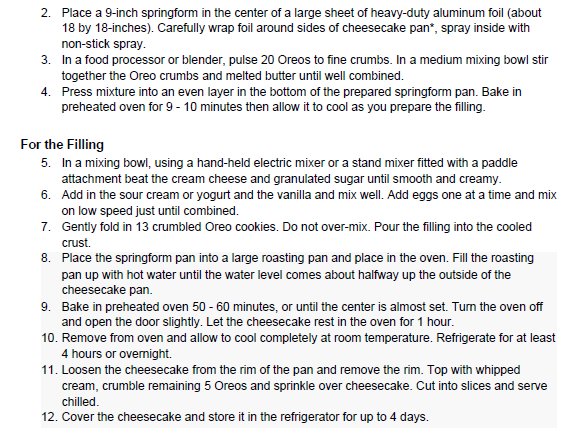 2. Place a 9-inch springform in the center of a large sheet of heavy-duty aluminum foil (about
18 by 18-inches). Carefully wrap foil around sides of cheesecake pan*, spray inside with
non-stick spray.
3. In a food processor or blender, pulse 20 Oreos to fine crumbs. In a medium mixing bowl stir
together the Oreo crumbs and melted butter until well combined.
4. Press mixture into an even layer in the bottom of the prepared springform pan. Bake in
preheated oven for 9 - 10 minutes then allow it to cool as you prepare the filling.
For the Filling
5. In a mixing bowl, using a hand-held electric mixer or a stand mixer fitted with a paddle
attachment beat the cream cheese and granulated sugar until smooth and creamy.
6. Add in the sour cream or yogurt and the vanilla and mix well. Add eggs one at a time and mix
on low speed just until combined.
7. Gently fold in 13 crumbled Oreo cookies. Do not over-mix. Pour the filling into the cooled
crust.
8. Place the springform pan into a large roasting pan and place in the oven. Fill the roasting
pan up with hot water until the water level comes about halfway up the outside of the
cheesecake pan.
9. Bake in preheated oven 50 - 60 minutes, or until the center is almost set. Turn the oven off
and open the door slightly. Let the cheesecake rest in the oven for 1 hour.
10. Remove from oven and allow to cool completely at room temperature. Refrigerate for at least
4 hours or overnight.
11. Loosen the cheesecake from the rim of the pan and remove the rim. Top with whipped
cream, crumble remaining 5 Oreos and sprinkle over cheesecake. Cut into slices and serve
chilled.
12. Cover the cheesecake and store it in the refrigerator for up to 4 days.